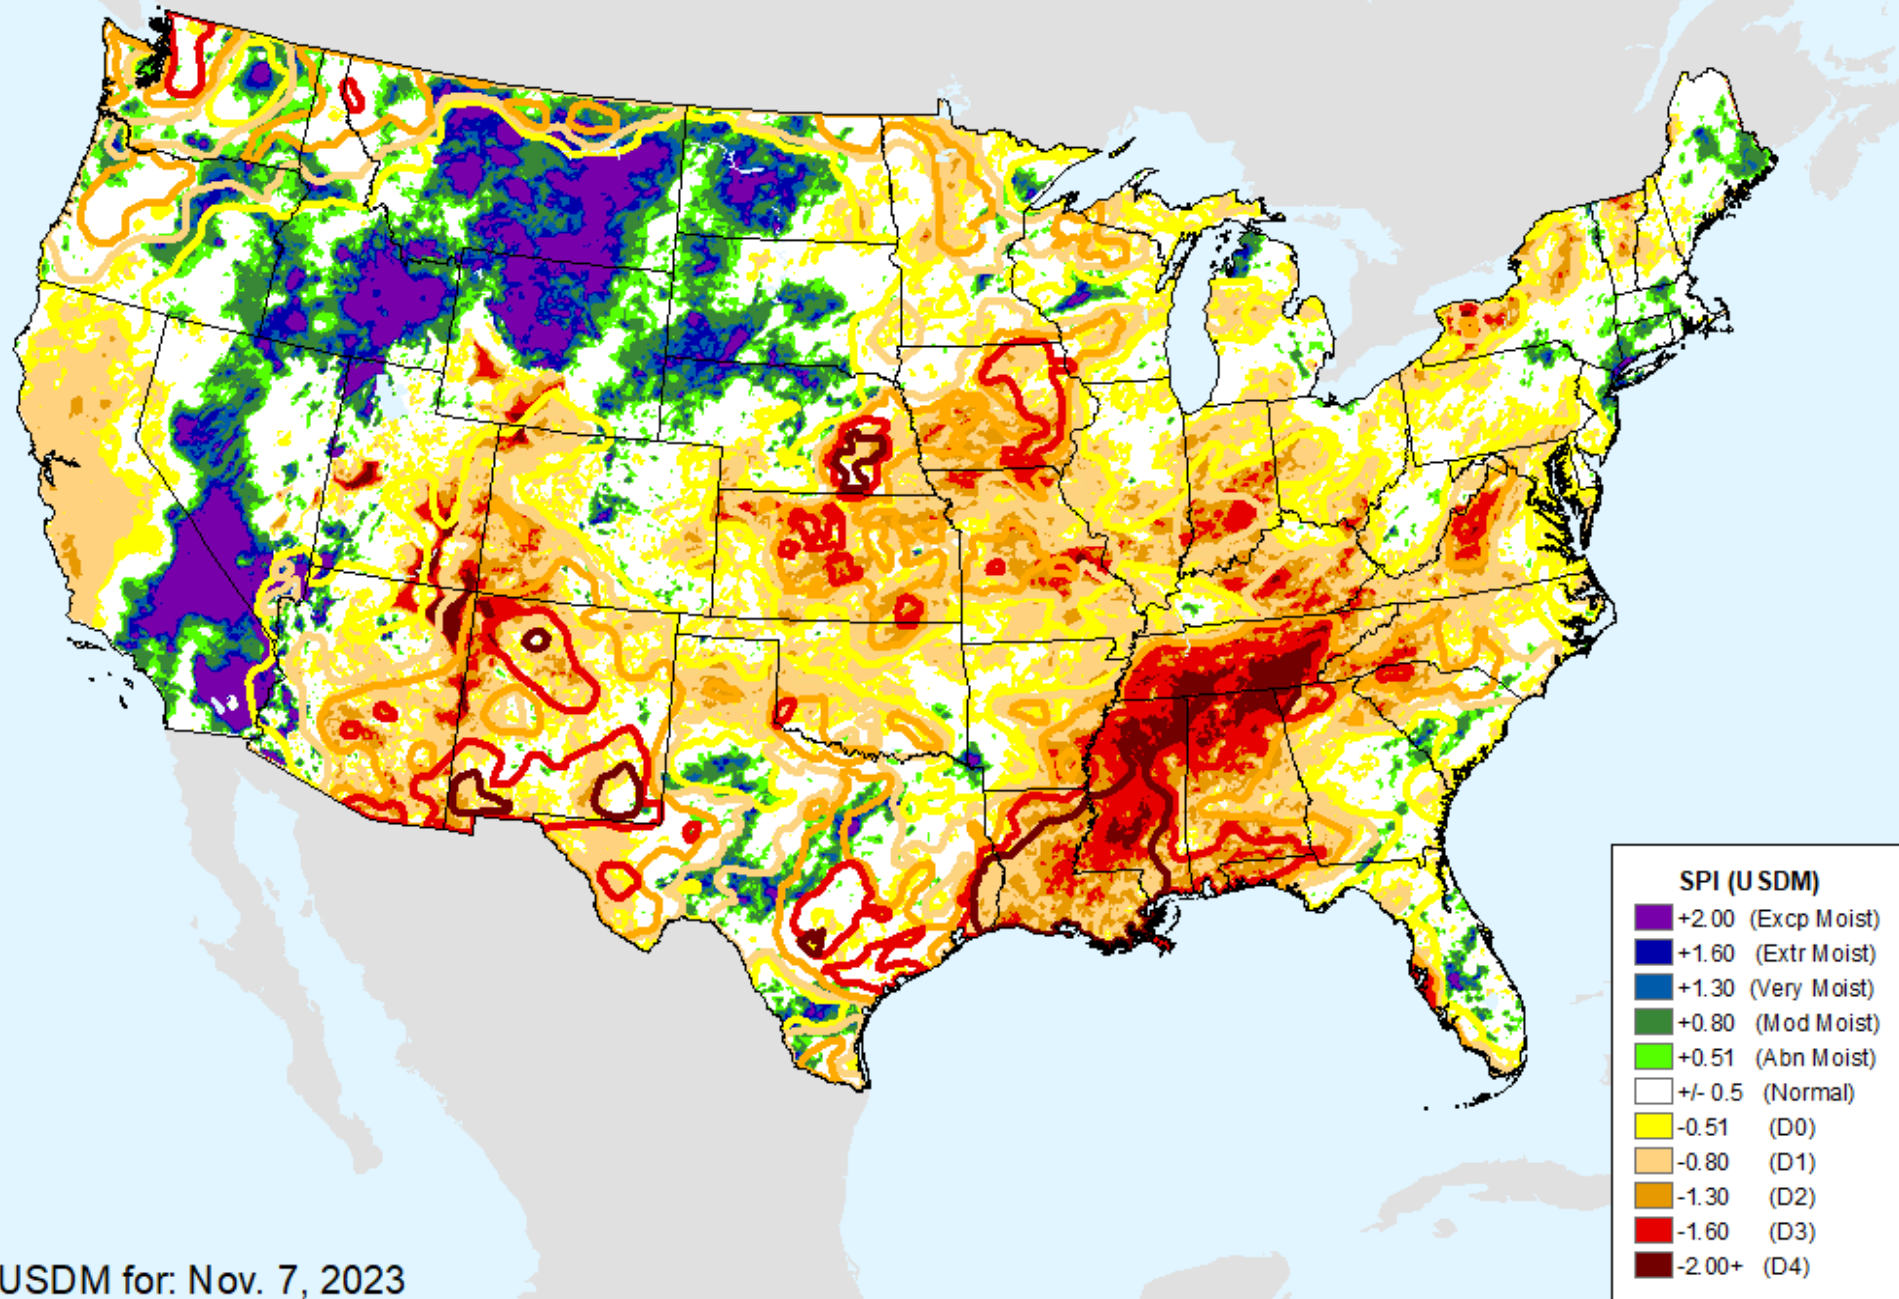 SPI (USDM)
+2.00 (Excp Moist)
+1.60 (Extr Moist)
+1.30 (Very Moist)
+0.80 (Mod Moist)
+0.51 (Abn Moist)
+/- 0.5 (Normal)
-0.51 (D0)
-0.80 (D1)
-1.30 (D2)
-1.60 (D3)
-2.00+ (D4)
USDM for: Nov. 7, 2023